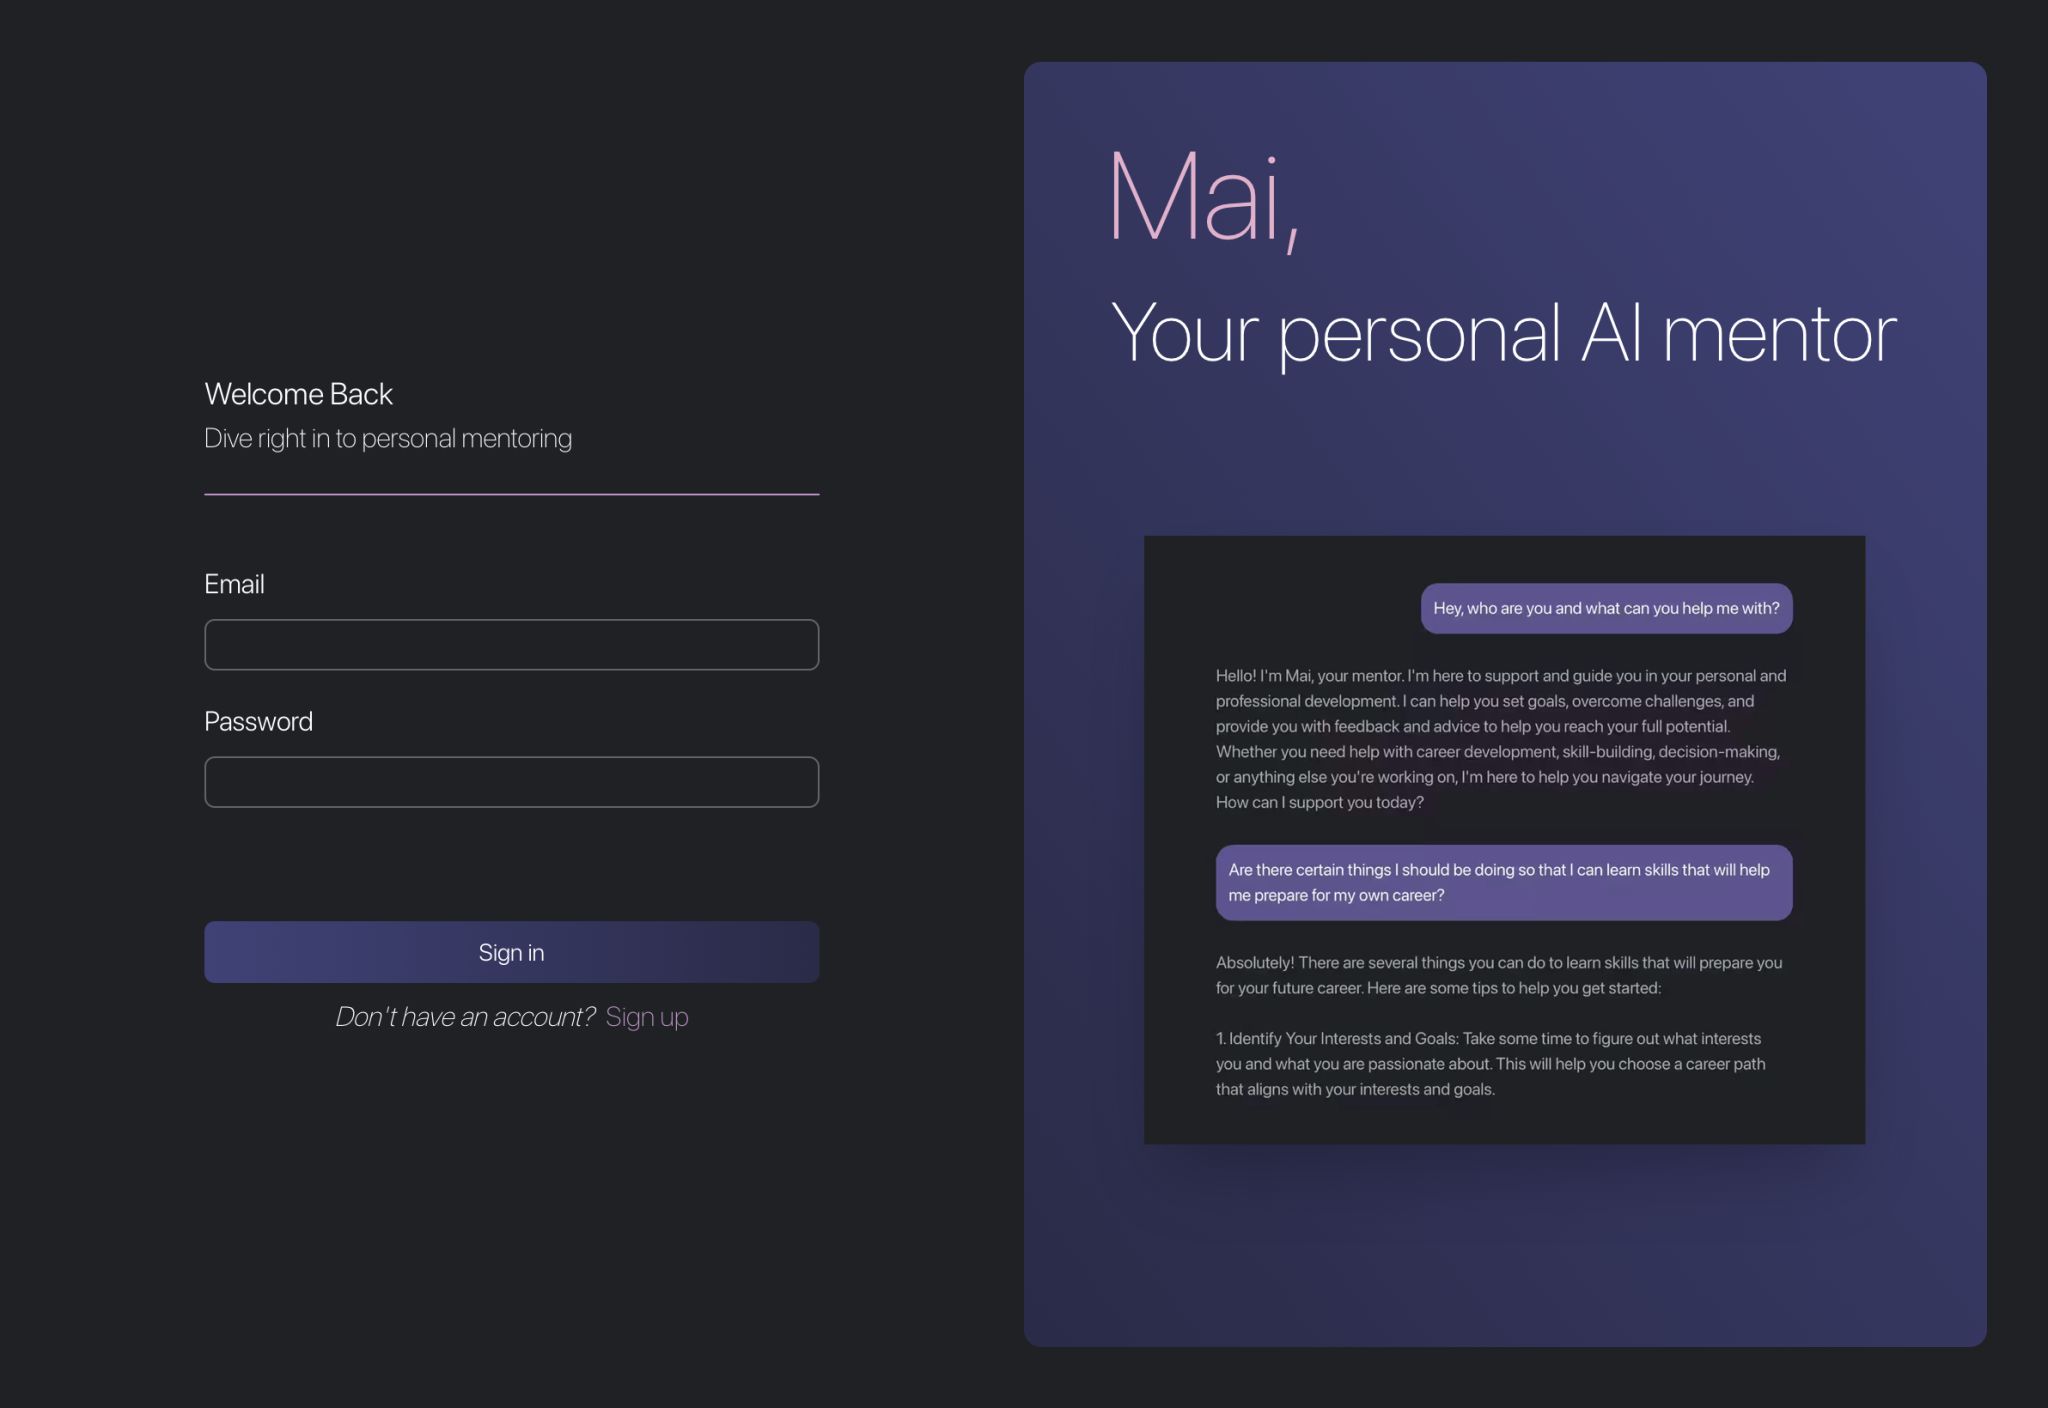 Welcome Back
Dive right in to personal mentoring
Email
Password
Sign in
Don't have an account? Sign up
Mai,
Your personal AI mentor
Hey, who are you and what can you help me with?
Hello! I'm Mai, your mentor. I'm here to support and guide you in your personal and
professional development. I can help you set goals, overcome challenges, and
provide you with feedback and advice to help you reach your full potential.
Whether you need help with career development, skill-building, decision-making,
or anything else you're working on, I'm here to help you navigate your journey.
How can I support you today?
Are there certain things I should be doing so that I can learn skills that will help
me prepare for my own career?
Absolutely! There are several things you can do to learn skills that will prepare you
for your future career. Here are some tips to help you get started:
1. Identify Your Interests and Goals: Take some time to figure out what interests
you and what you are passionate about. This will help you choose a career path
that aligns with your interests and goals.